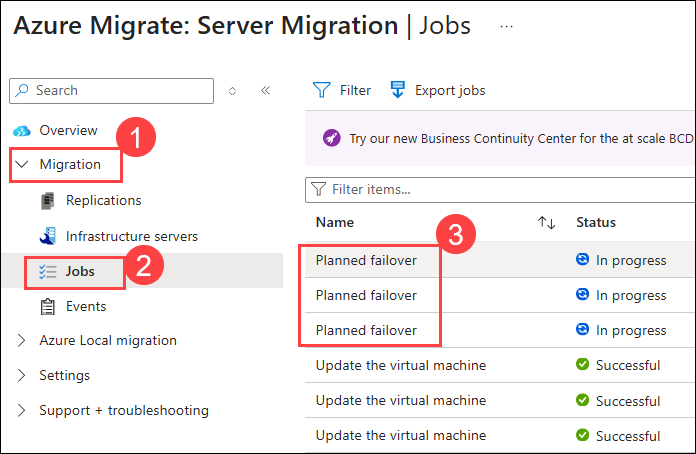 Azure Migrate: Server Migration | Jobs ...
Search
Filter
Export jobs
Overview
1
Try our new Business Continuity Center for the at scale BCD
Migration
Filter items...
Replications
Name
Status
Infrastructure servers
3
2
Planned failover
In progress
Jobs
Planned failover
In progress
Events
Planned failover
In progress
Azure Local migration
Update the virtual machine
Successful
Settings
Update the virtual machine
Successful
Support + troubleshooting
Update the virtual machine
Successful